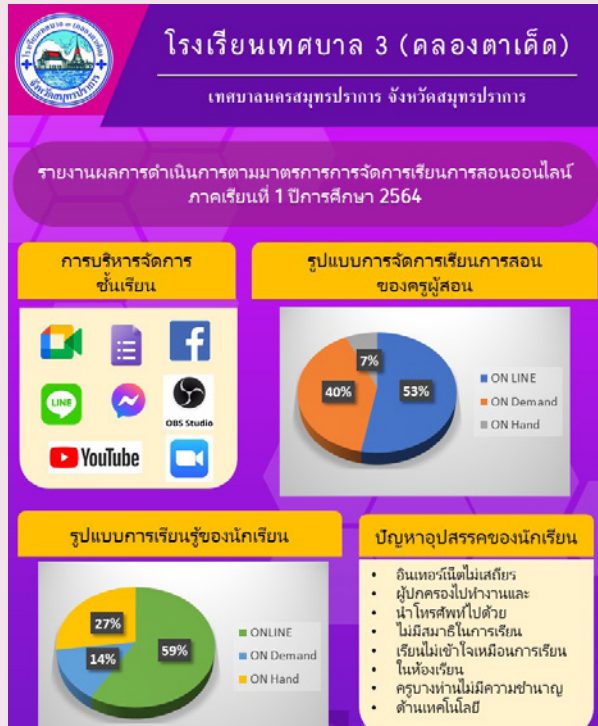 โรงเรียนเทศบาล 3 (คลองตาเค็ด)
เทศบาลนครสมุทรปราการ จังหวัดสมุทรปราการ
รายงานผลการดำเนินการตามมาตรการการจัดการเรียนการสอนออนไลน์
ภาคเรียนที่ 1 ปีการศึกษา 2564
การบริหารจัดการ
ชั้นเรียน
LINE
OBS Studio
YouTube
รูปแบบการจัดการเรียนการสอน
ของครูผู้สอน
7%
40%
53%
ON LINE
ON Demand
ON Hand
รูปแบบการเรียนรู้ของนักเรียน
27%
14%
59%
ONLINE
ON Demand
ON Hand
ปัญหาอุปสรรคของนักเรียน
• อินเทอร์เน็ตไม่เสถียร
• ผู้ปกครองไปทำงานและ
• นำโทรศัพท์ไปด้วย
• ไม่มีสมาธิในการเรียน
• เรียนไม่เข้าใจเหมือนการเรียน
• ในห้องเรียน
• ครูบางท่านไม่มีความชำนาญ
• ด้านเทคโนโลยี